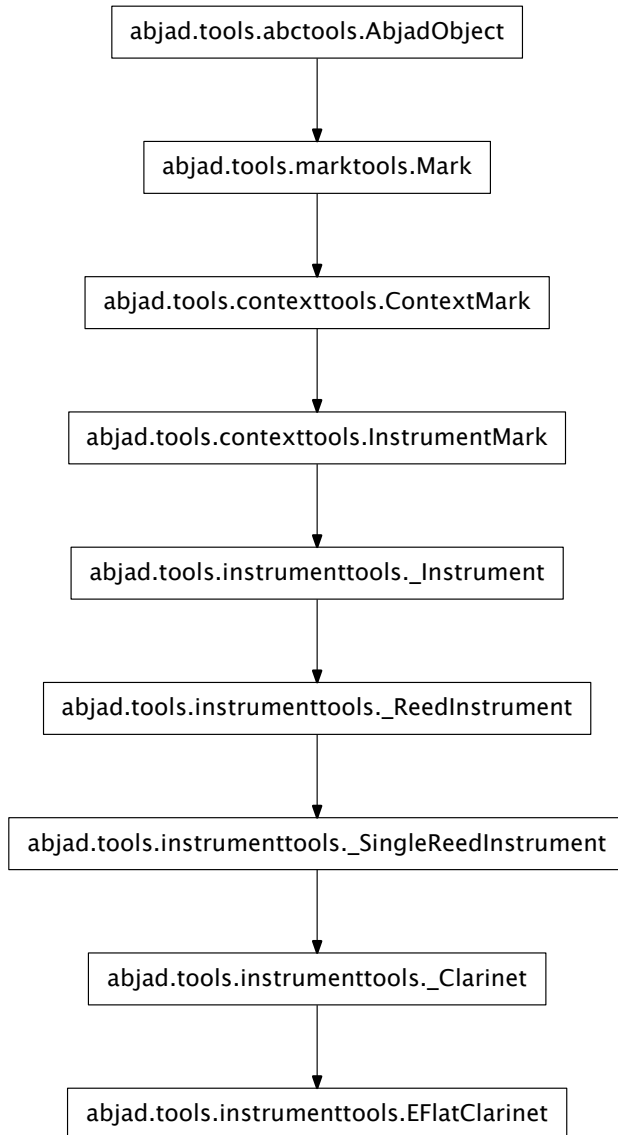 abjad.tools.abctools.AbjadObject
abjad.tools.marktools.Mark
abjad.tools.contexttools.ContextMark
abjad.tools.contexttools.InstrumentMark
abjad.tools.instrumenttools._Instrument
abjad.tools.instrumenttools._ReedInstrument
abjad.tools.instrumenttools._SingleReedInstrument
abjad.tools.instrumenttools._Clarinet
abjad.tools.instrumenttools.EFlatClarinet